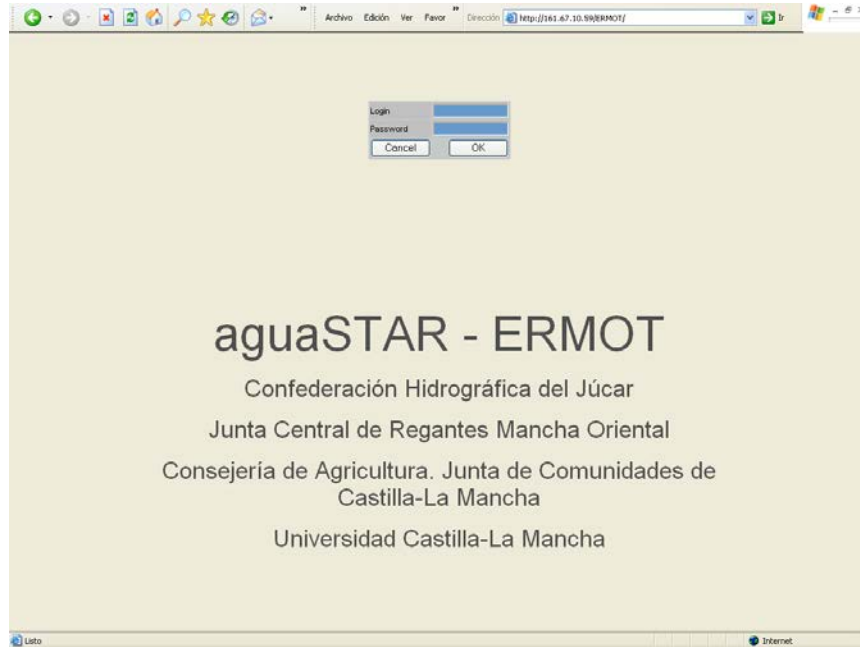 " Archivo Edición Ver Favor " Dirección http://161.67.10.59/ERMOT/ Ir
Login
Password
Cancel OK
aguaSTAR - ERMOT
Confederación Hidrográfica del Júcar
Junta Central de Regantes Mancha Oriental
Consejería de Agricultura. Junta de Comunidades de
Castilla-La Mancha
Universidad Castilla-La Mancha
Listo Internet